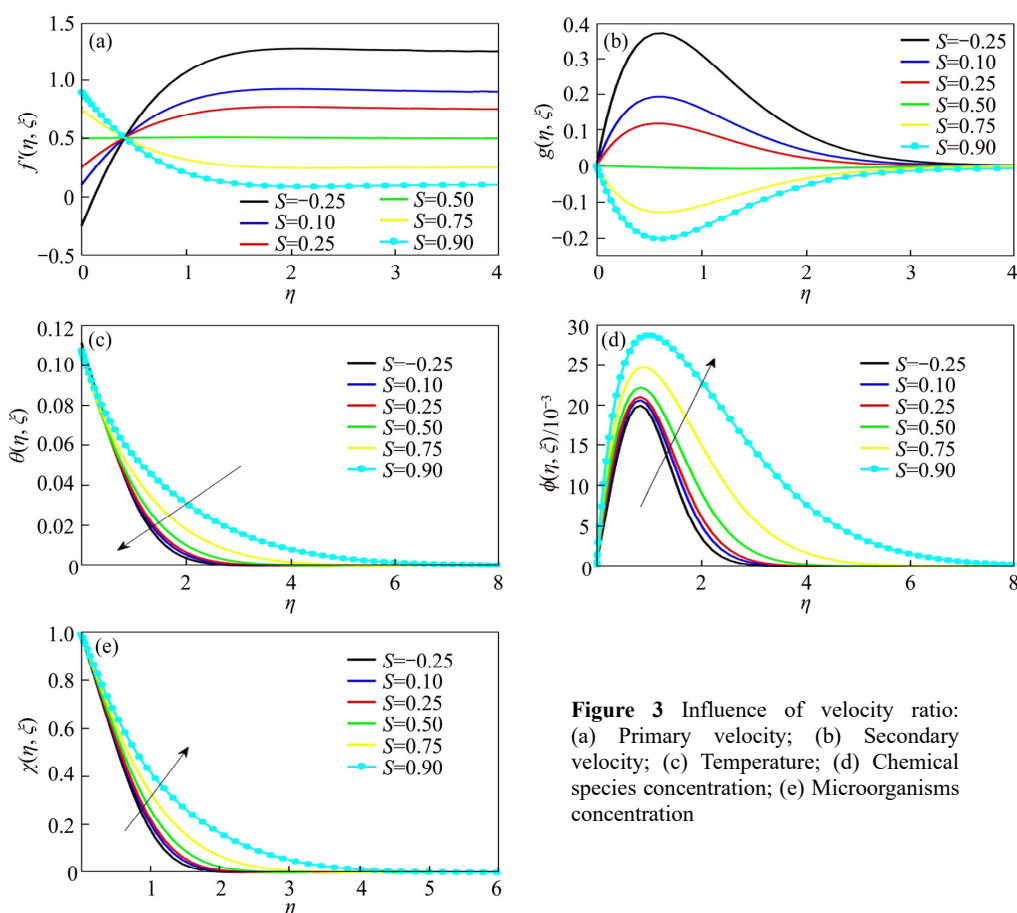 (a)
1.5
1.0
0.5
0
−0.5
f′(η, ξ)
S=−0.25
S=0.10
S=0.25
S=0.50
S=0.75
S=0.90
0
1
2
3
4
η
(b)
0.4
0.3
0.2
0.1
0
−0.1
−0.2
g(η, ξ)
S=−0.25
S=0.10
S=0.25
S=0.50
S=0.75
S=0.90
0
1
2
3
4
η
(c)
0.12
0.10
0.08
0.06
0.04
0.02
0
θ(η, ξ)
S=−0.25
S=0.10
S=0.25
S=0.50
S=0.75
S=0.90
2
4
6
8
η
(d)
30
25
20
15
10
5
0
ϕ(η, ξ)/10⁻³
S=−0.25
S=0.10
S=0.25
S=0.50
S=0.75
S=0.90
0
2
4
6
8
η
(e)
1.0
0.8
0.6
0.4
0.2
0
χ(η, ξ)
S=−0.25
S=0.10
S=0.25
S=0.50
S=0.75
S=0.90
1
2
3
4
5
6
η
Figure 3 Influence of velocity ratio:
(a) Primary velocity; (b) Secondary
velocity; (c) Temperature; (d) Chemical
species concentration; (e) Microorganisms
concentration